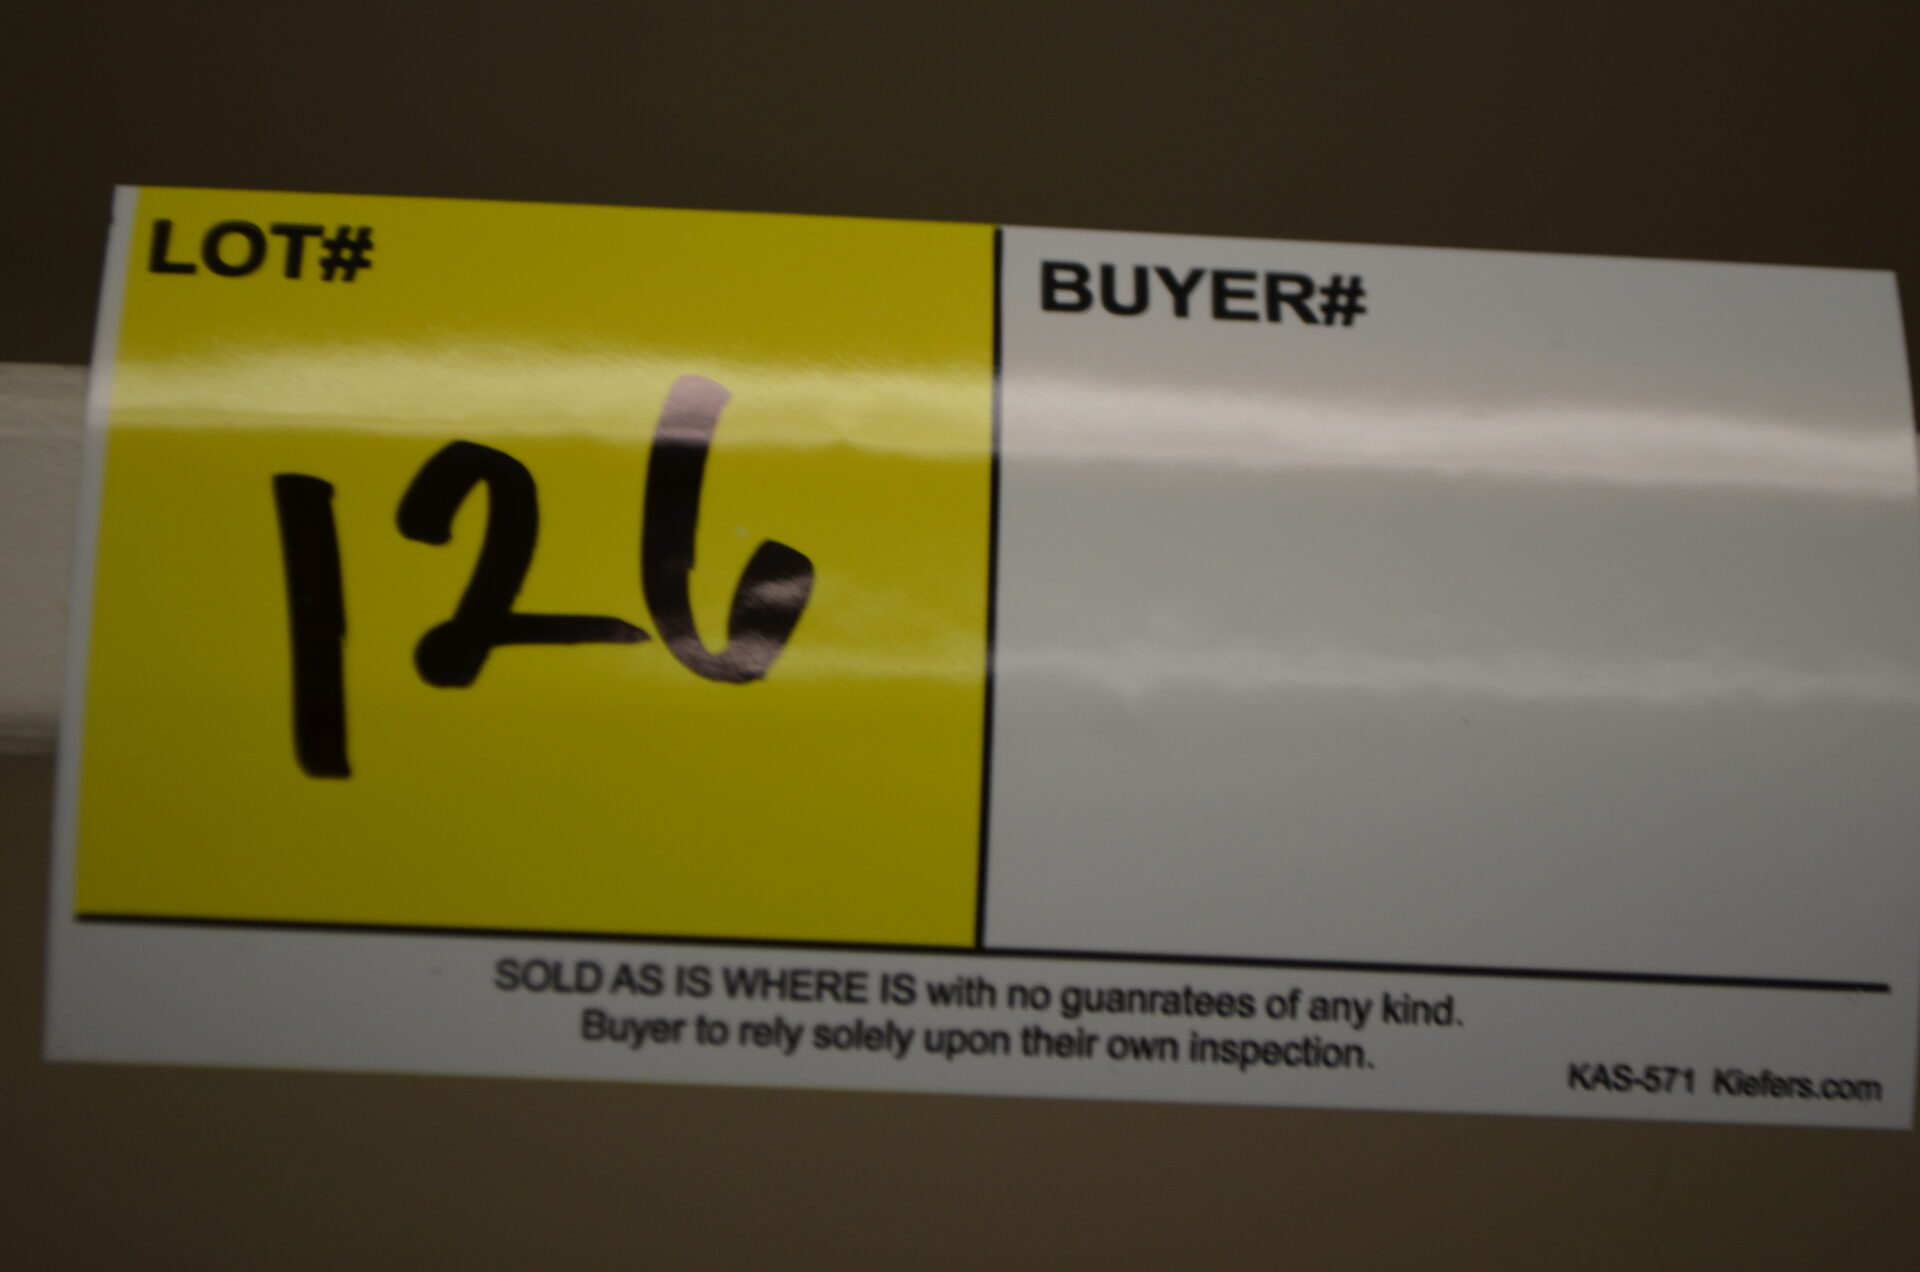 LOT#
BUYER#
126
SOLD AS IS WHERE IS with no guanratees of any kind.
Buyer to rely solely upon their own inspection.
KAS-571 Kiefers.com